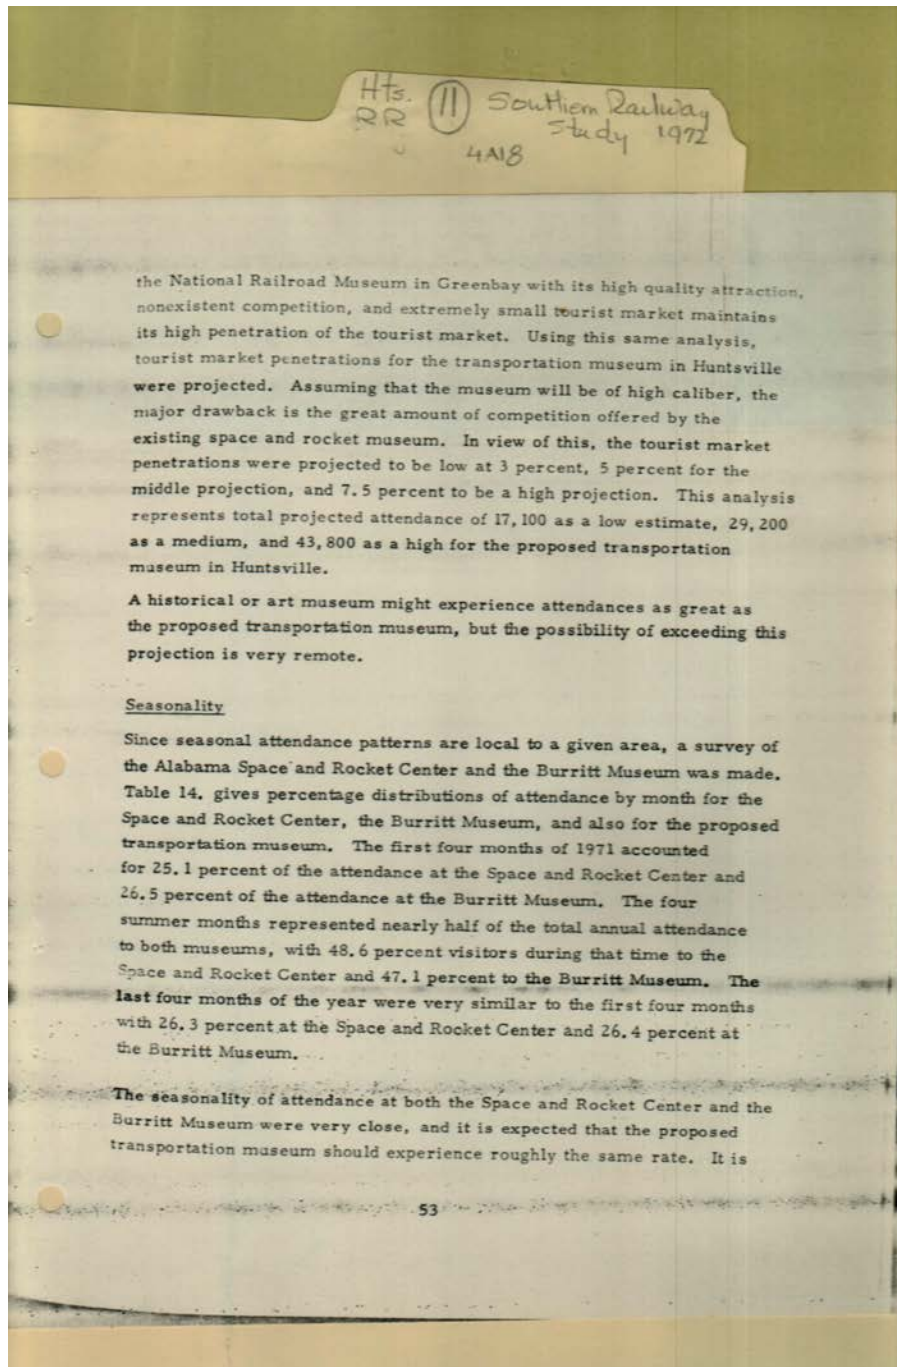 Hts. 11 Southern Railway
RR Study 1972
4A18
the National Railroad Museum in Greenbay with its high quality attraction,
nonexistent competition, and extremely small tourist market maintains
its high penetration of the tourist market. Using this same analysis,
tourist market penetrations for the transportation museum in Huntsville
were projected. Assuming that the museum will be of high caliber, the
major drawback is the great amount of competition offered by the
existing space and rocket museum. In view of this, the tourist market
penetrations were projected to be low at 3 percent, 5 percent for the
middle projection, and 7.5 percent to be a high projection. This analysis
represents total projected attendance of 17,100 as a low estimate, 29,200
as a medium, and 43,800 as a high for the proposed transportation
museum in Huntsville.
A historical or art museum might experience attendances as great as
the proposed transportation museum, but the possibility of exceeding this
projection is very remote.
Seasonality
Since seasonal attendance patterns are local to a given area, a survey of
the Alabama Space and Rocket Center and the Burritt Museum was made.
Table 14. gives percentage distributions of attendance by month for the
Space and Rocket Center, the Burritt Museum, and also for the proposed
transportation museum. The first four months of 1971 accounted
for 25.1 percent of the attendance at the Space and Rocket Center and
26.5 percent of the attendance at the Burritt Museum. The four
summer months represented nearly half of the total annual attendance
to both museums, with 48.6 percent visitors during that time to the
Space and Rocket Center and 47.1 percent to the Burritt Museum. The
last four months of the year were very similar to the first four months
with 26.3 percent at the Space and Rocket Center and 26.4 percent at
the Burritt Museum.
The seasonality of attendance at both the Space and Rocket Center and the
Burritt Museum were very close, and it is expected that the proposed
transportation museum should experience roughly the same rate. It is
53